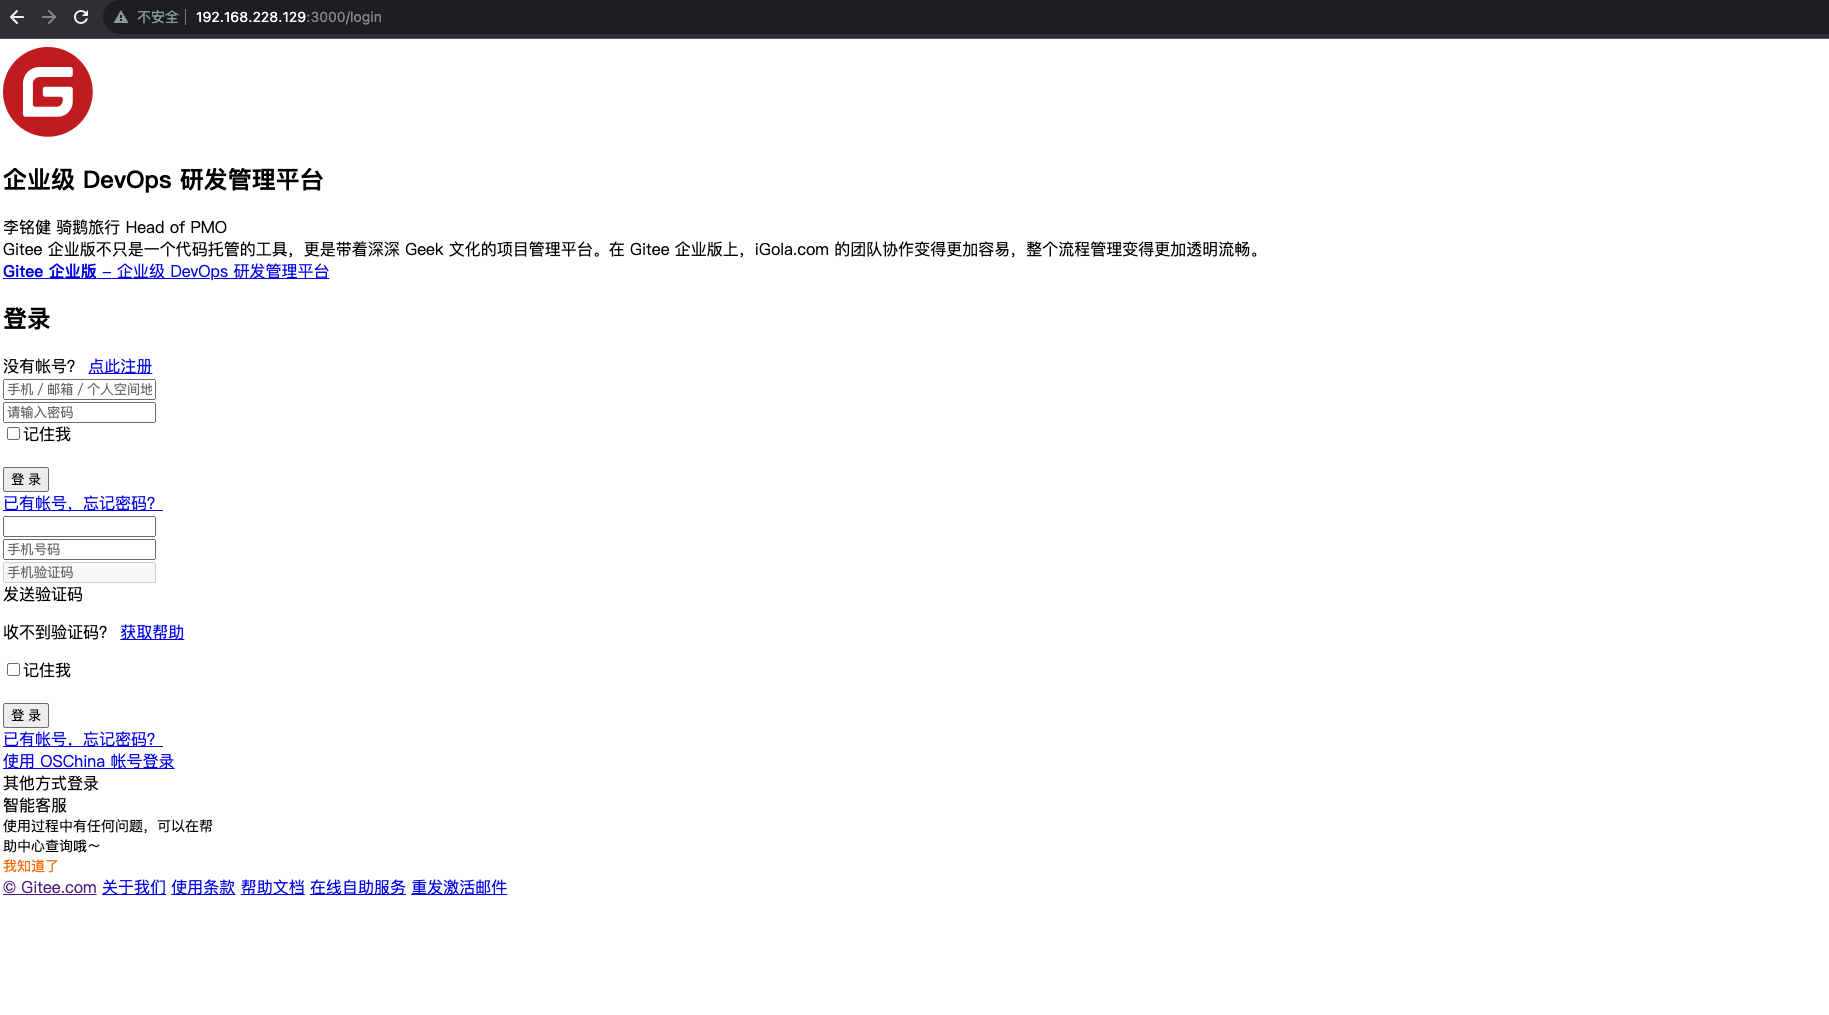 不安全 | 192.168.228.129:3000/login
G
企业级 DevOps 研发管理平台
李铭健 骑鹅旅行 Head of PMO
Gitee 企业版不只是一个代码托管的工具，更是带着深深 Geek 文化的项目管理平台。在 Gitee 企业版上，iGola.com 的团队协作变得更加容易，整个流程管理变得更加透明流畅。
Gitee 企业版 – 企业级 DevOps 研发管理平台
登录
没有帐号？ 点此注册
手机 / 邮箱 / 个人空间地
请输入密码
记住我
登 录
已有帐号，忘记密码？
手机号码
手机验证码
发送验证码
收不到验证码？ 获取帮助
记住我
登 录
已有帐号，忘记密码？
使用 OSChina 帐号登录
其他方式登录
智能客服
使用过程中有任何问题，可以在帮
助中心查询哦～
我知道了
© Gitee.com 关于我们 使用条款 帮助文档 在线自助服务 重发激活邮件